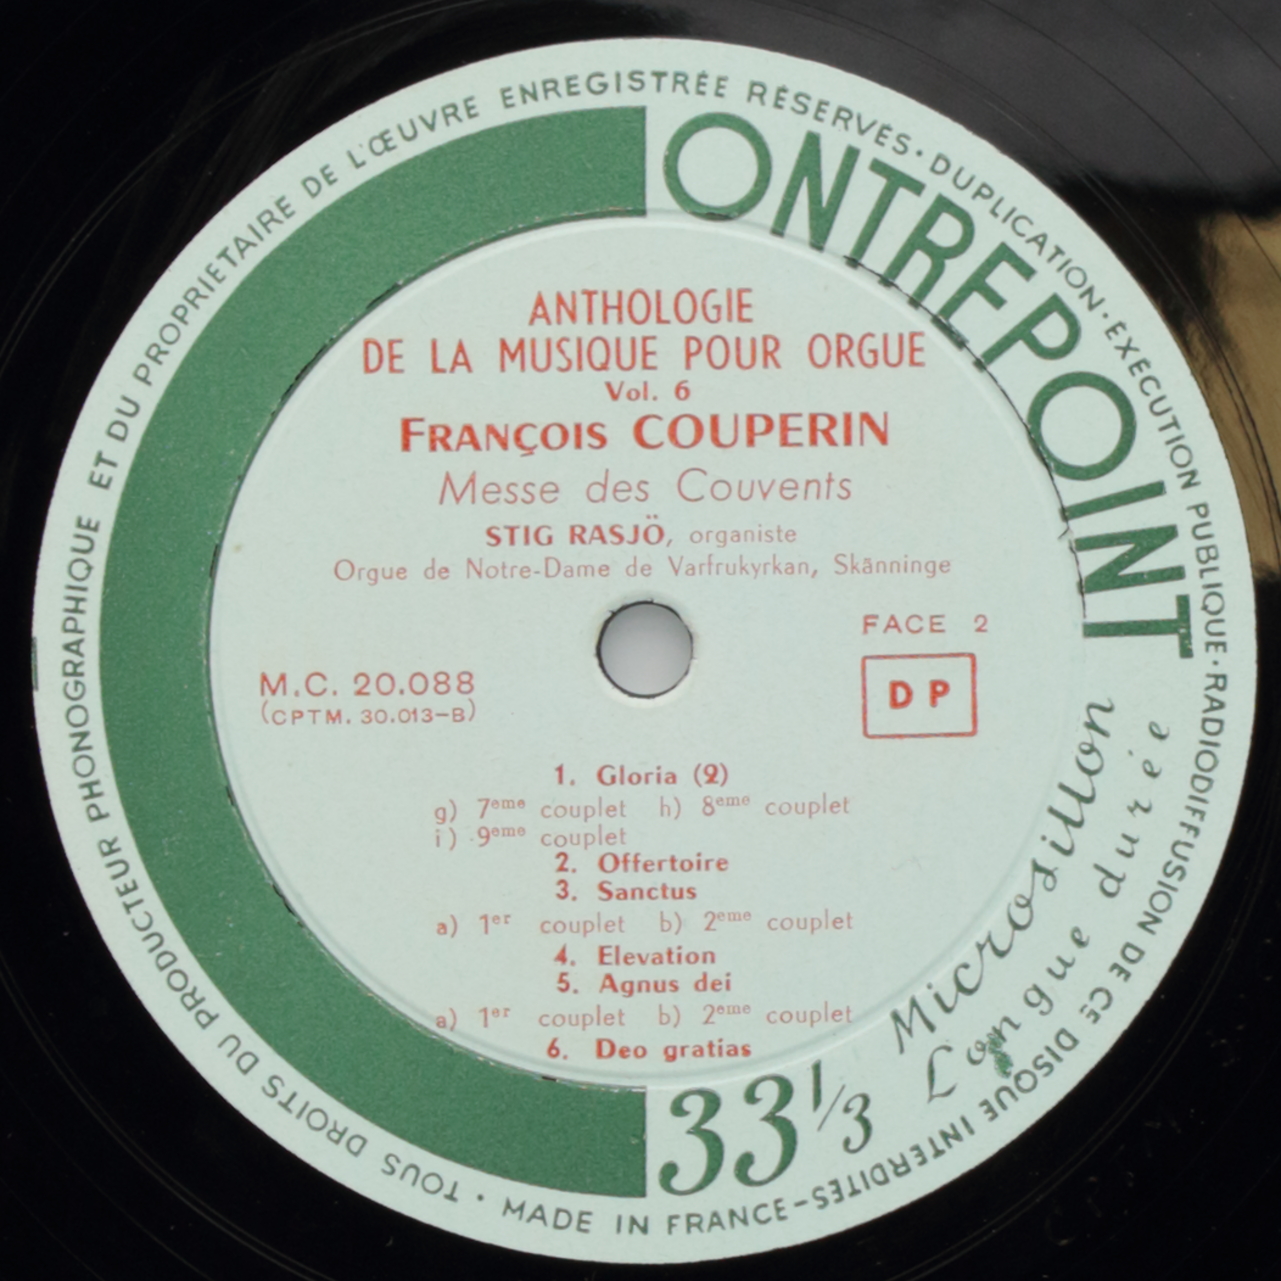 TOUS DROITS DU PRODUCTEUR PHONOGRAPHIQUE ET DU PROPRIETAIRE DE L'ŒUVRE ENREGISTRÉE RÉSERVÉS · DUPLICATION · EXÉCUTION PUBLIQUE · RADIODIFFUSION DE CE DISQUE INTERDITES – MADE IN FRANCE ·
ONTREPOINT
ANTHOLOGIE
DE LA MUSIQUE POUR ORGUE
Vol. 6
FRANÇOIS COUPERIN
Messe des Couvents
STIG RASJÖ, organiste
Orgue de Notre-Dame de Varfrukyrkan, Skänninge
FACE 2
M.C. 20.088
DP
(CPTM. 30.013-B)
1. Gloria (2)
g) 7eme couplet h) 8eme couplet
i) 9eme couplet
2. Offertoire
3. Sanctus
a) 1er couplet b) 2eme couplet
4. Elevation
5. Agnus dei
a) 1er couplet b) 2eme couplet
6. Deo gratias
33 1/3
Microsillon
Longue durée